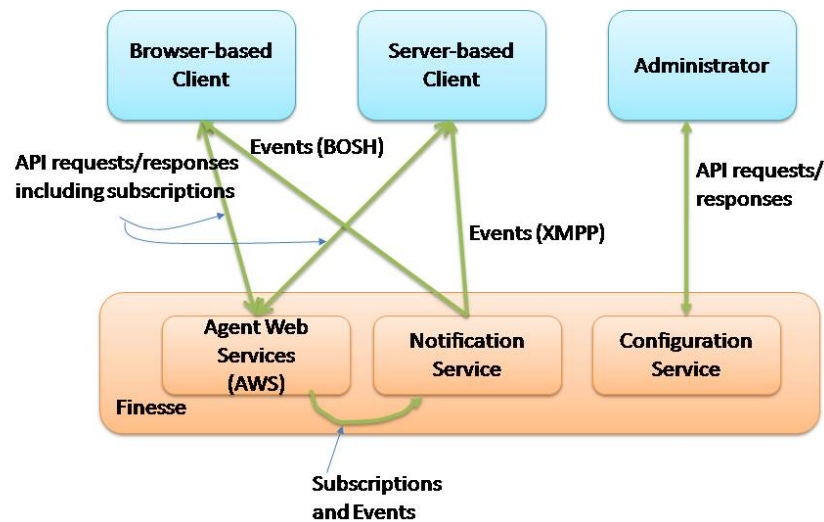 Browser-based
Client
Server-based
Client
Administrator
API requests/responses
including subscriptions
Events (BOSH)
API requests/
responses
Events (XMPP)
Agent Web
Services
(AWS)
Notification
Service
Configuration
Service
Finesse
Subscriptions
and Events